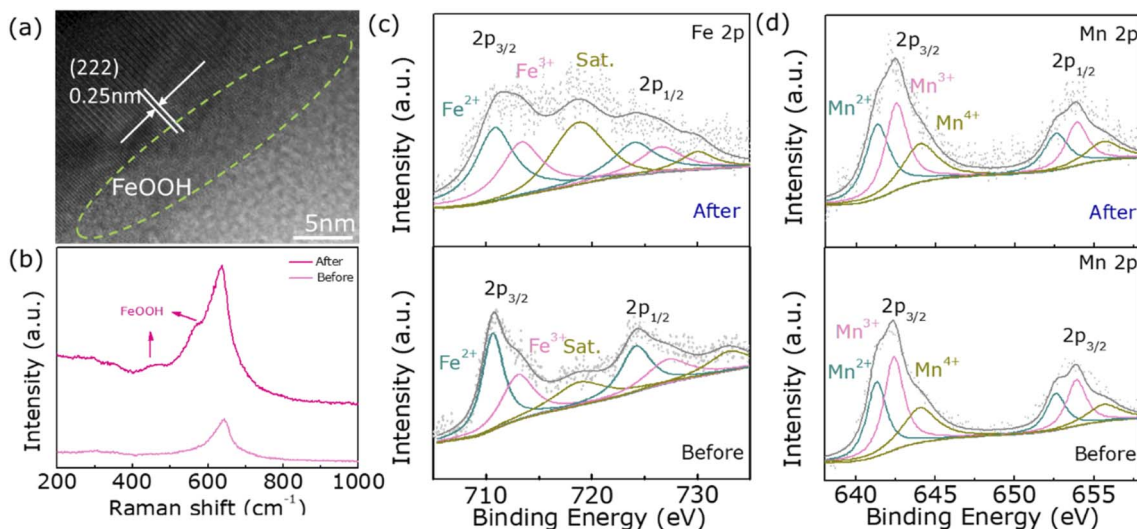 (a)
(222)
0.25nm
FeOOH
5nm
(b)
After
Before
FeOOH
Intensity (a.u.)
200 400 600 800 1000
Raman shift (cm⁻¹)
(c)
Fe 2p
2p3/2
Fe³⁺
Sat.
Fe²⁺
2p1/2
Intensity (a.u.)
After
2p3/2
2p1/2
Fe²⁺
Fe³⁺
Sat.
Intensity (a.u.)
Before
710 720 730
Binding Energy (eV)
(d)
Mn 2p
2p3/2
2p1/2
Mn³⁺
Mn²⁺
Mn⁴⁺
Intensity (a.u.)
After
Mn 2p
2p3/2
2p3/2
Mn³⁺
Mn²⁺
Mn⁴⁺
Intensity (a.u.)
Before
640 645 650 655
Binding Energy (eV)